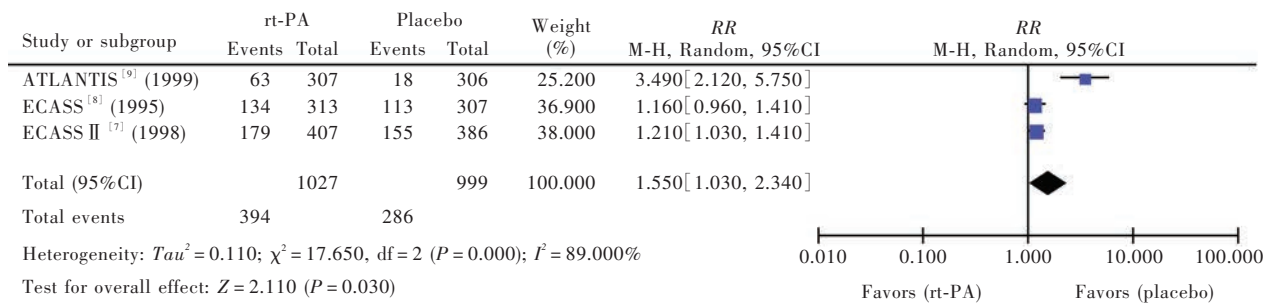 Study or subgroup rt-PA Placebo Weight (%) RR M-H, Random, 95%CI RR M-H, Random, 95%CI
Events Total Events Total
ATLANTIS[9] (1999) 63 307 18 306 25.200 3.490[2.120, 5.750]
ECASS[8] (1995) 134 313 113 307 36.900 1.160[0.960, 1.410]
ECASS Ⅱ [7] (1998) 179 407 155 386 38.000 1.210[1.030, 1.410]
Total (95%CI) 1027 999 100.000 1.550[1.030, 2.340]
Total events 394 286
Heterogeneity: Tau²=0.110; χ²=17.650, df=2 (P=0.000); I²=89.000%
Test for overall effect: Z=2.110 (P=0.030)
0.010 0.100 1.000 10.000 100.000
Favors (rt-PA) Favors (placebo)